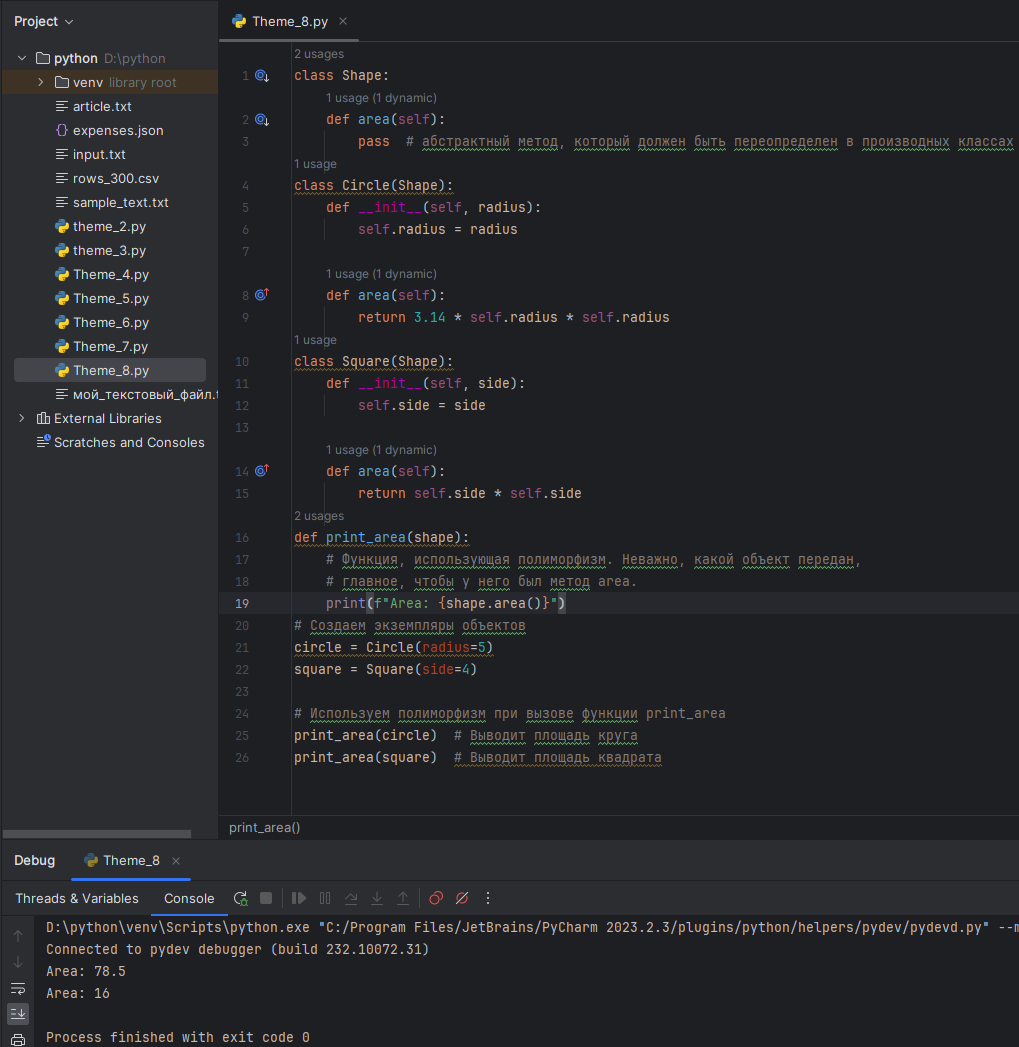 Project
python D:\python
venv library root
article.txt
expenses.json
input.txt
rows_300.csv
sample_text.txt
theme_2.py
theme_3.py
Theme_4.py
Theme_5.py
Theme_6.py
Theme_7.py
Theme_8.py
мой_текстовый_файл.
External Libraries
Scratches and Consoles
Theme_8.py
2 usages
1 class Shape:
1 usage (1 dynamic)
2 def area(self):
3 pass # абстрактный метод, который должен быть переопределен в производных классах
1 usage
4 class Circle(Shape):
5 def __init__(self, radius):
6 self.radius = radius
7
1 usage (1 dynamic)
8 def area(self):
9 return 3.14 * self.radius * self.radius
1 usage
10 class Square(Shape):
11 def __init__(self, side):
12 self.side = side
13
1 usage (1 dynamic)
14 def area(self):
15 return self.side * self.side
2 usages
16 def print_area(shape):
17 # Функция, использующая полиморфизм. Неважно, какой объект передан,
18 # главное, чтобы у него был метод area.
19 print(f"Area: {shape.area()}")
20 # Создаем экземпляры объектов
21 circle = Circle(radius=5)
22 square = Square(side=4)
23
24 # Используем полиморфизм при вызове функции print_area
25 print_area(circle) # Выводит площадь круга
26 print_area(square) # Выводит площадь квадрата
print_area()
Debug Theme_8
Threads & Variables Console
D:\python\venv\Scripts\python.exe "C:/Program Files/JetBrains/PyCharm 2023.2.3/plugins/python/helpers/pydev/pydevd.py" --m
Connected to pydev debugger (build 232.10072.31)
Area: 78.5
Area: 16
Process finished with exit code 0